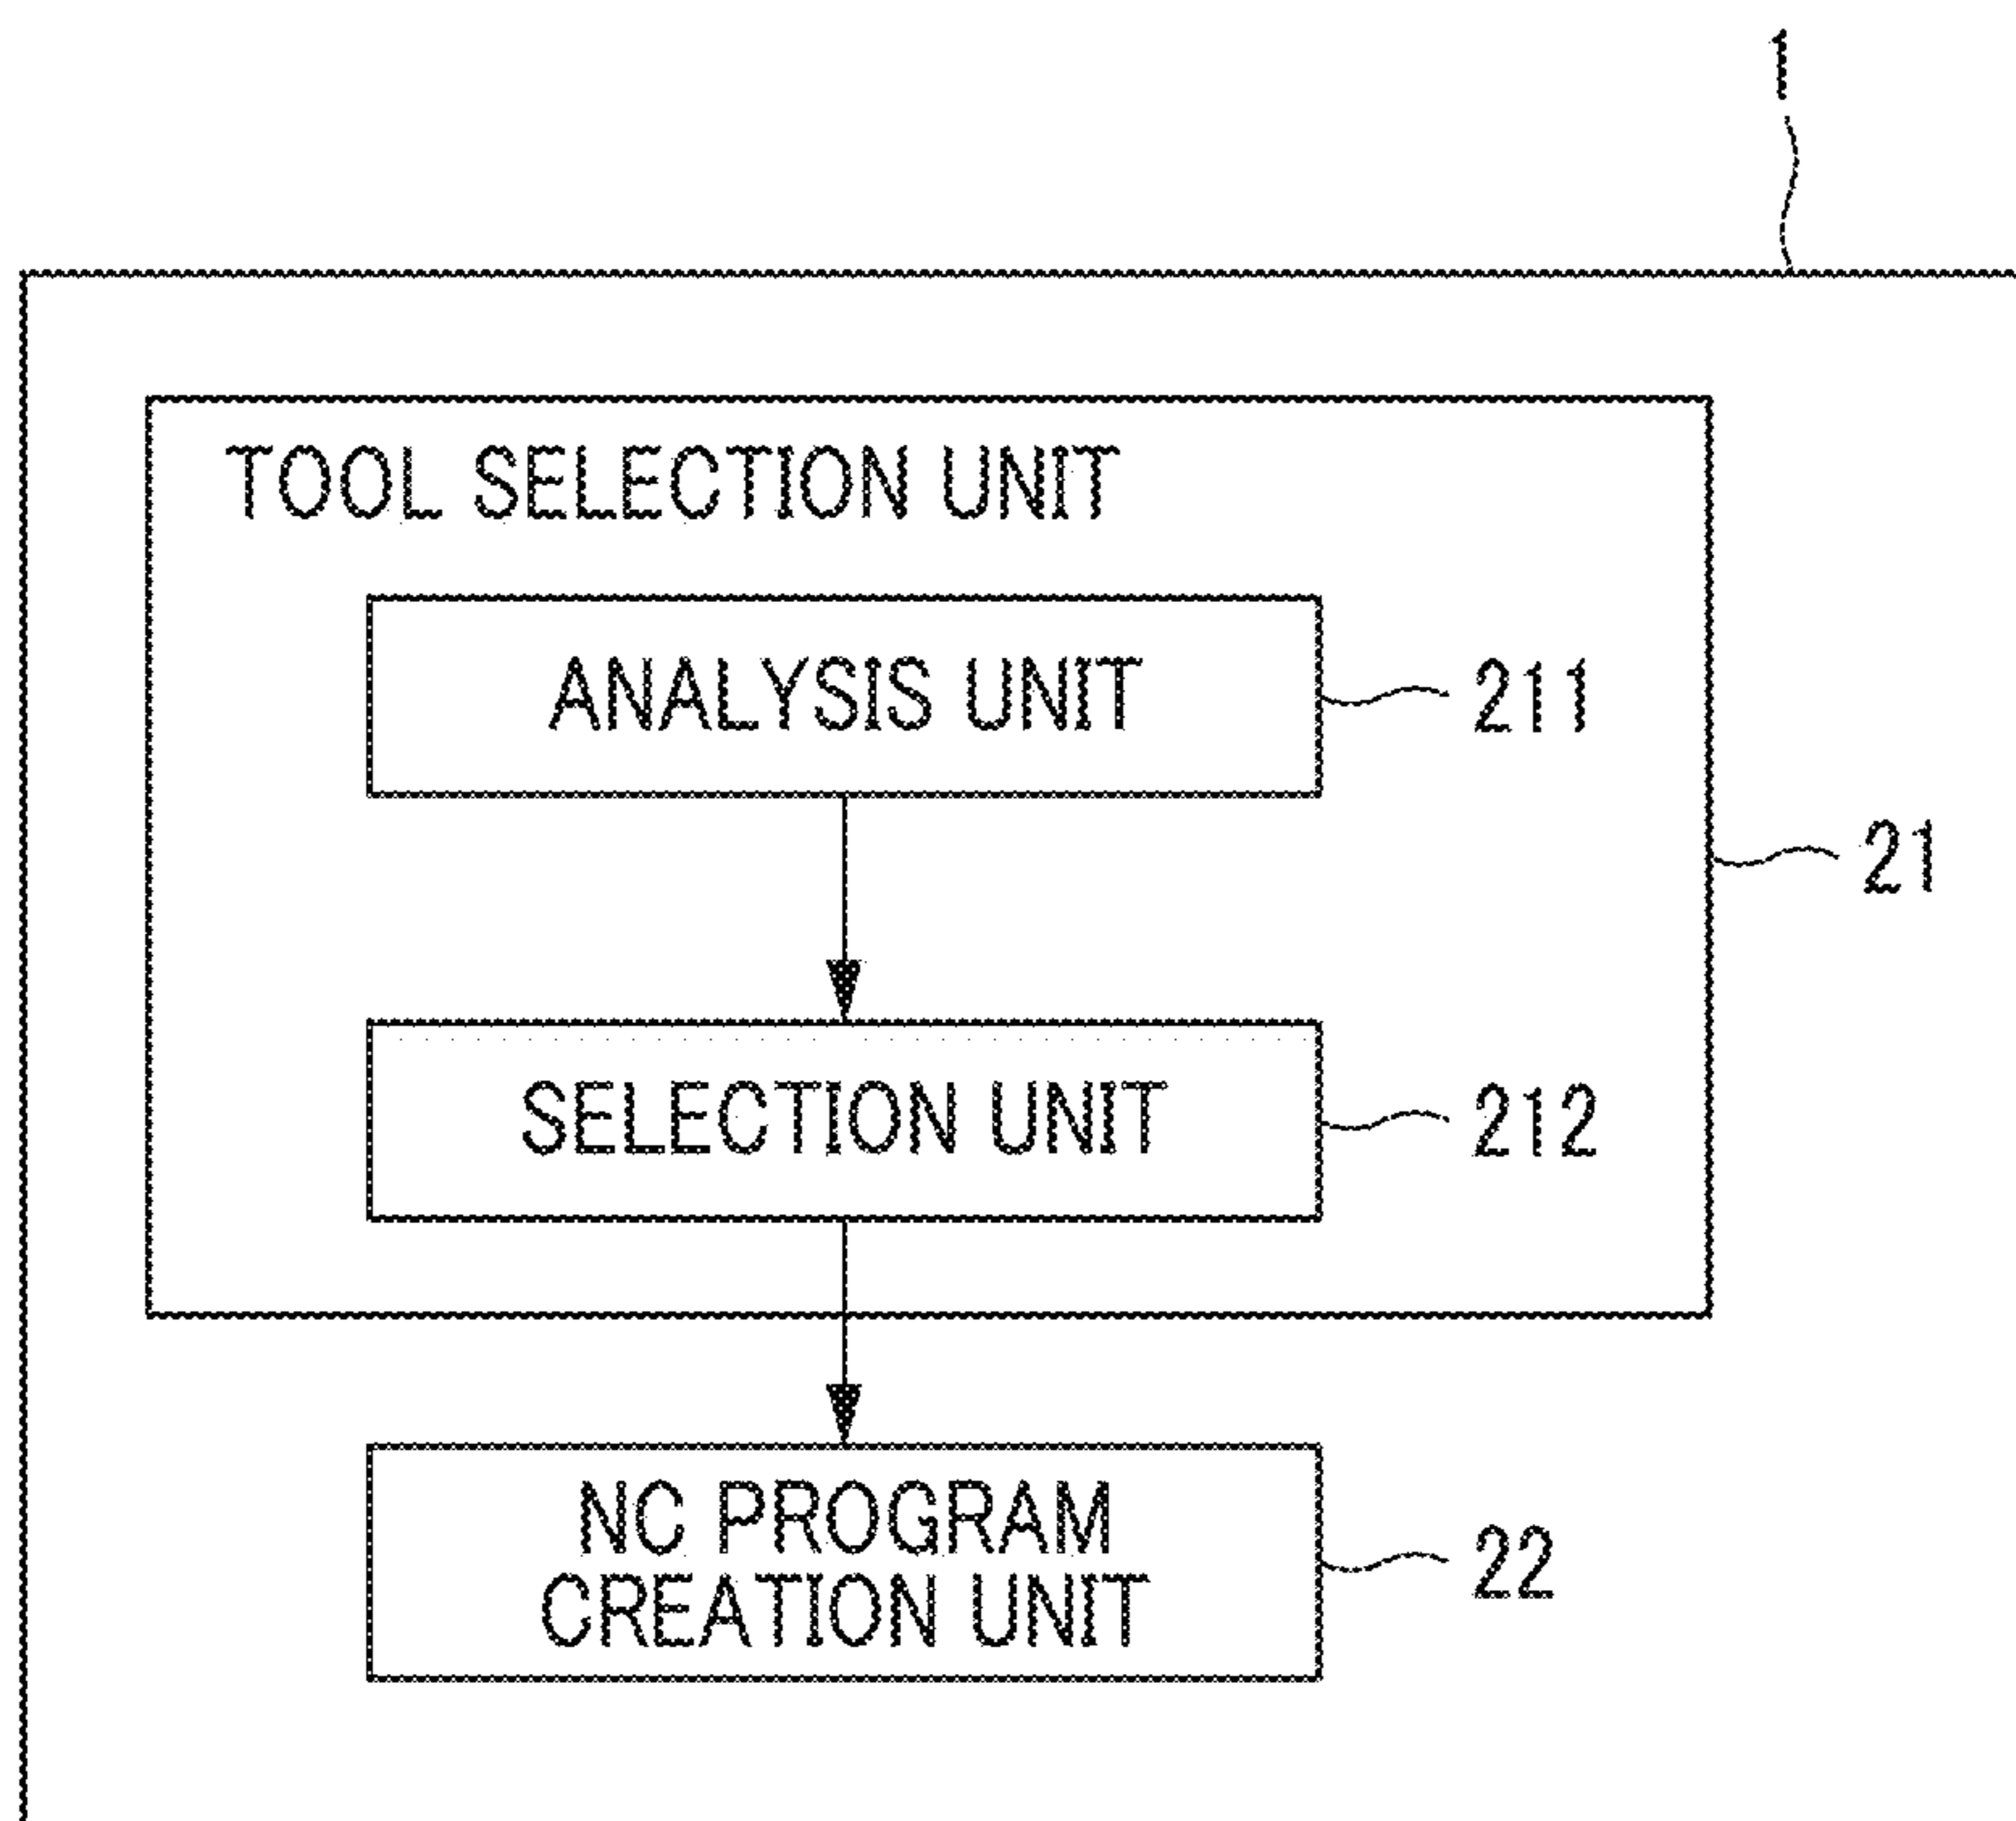 1
TOOL SELECTION UNIT
ANALYSIS UNIT
211
21
SELECTION UNIT
212
NC PROGRAM
CREATION UNIT
22